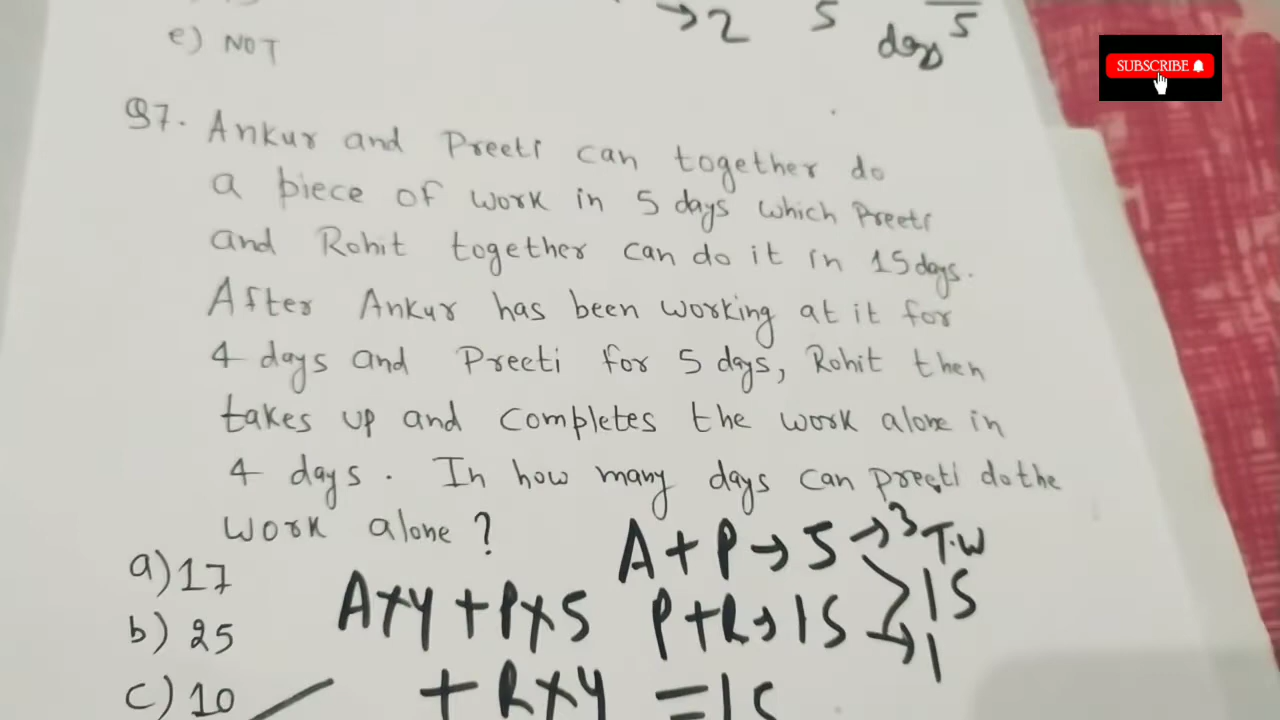 →2 5 days 5
e) NOT
SUBSCRIBE
Q7. Ankur and Preeti can together do
a piece of work in 5 days which Preeti
and Rohit together can do it in 15 days.
After Ankur has been working at it for
4 days and Preeti for 5 days, Rohit then
takes up and completes the work alone in
4 days. In how many days can preeti do the
work alone?
A+P→5→3 T.W
a) 17
A×4+P×5 P+R→15→1 15
b) 25
c) 10
+R×4 =15